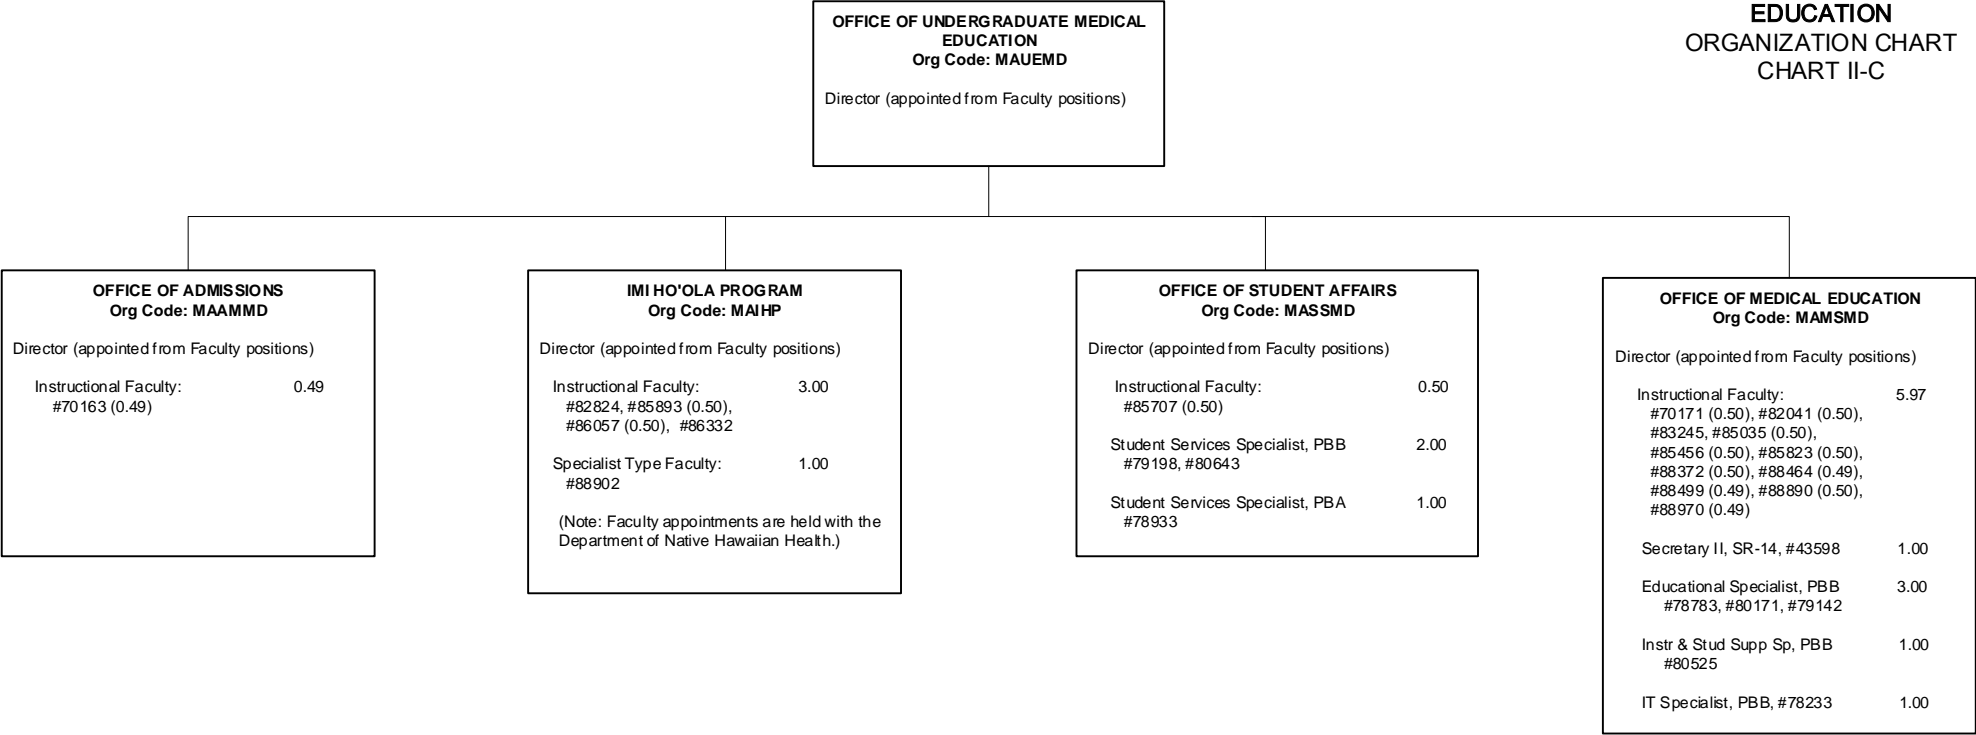 OFFICE OF UNDERGRADUATE MEDICAL
EDUCATION
Org Code: MAUEMD
Director (appointed from Faculty positions)
EDUCATION
ORGANIZATION CHART
CHART II-C
OFFICE OF ADMISSIONS
Org Code: MAAMMD
Director (appointed from Faculty positions)
Instructional Faculty: 0.49
#70163 (0.49)
IMI HO'OLA PROGRAM
Org Code: MAIHP
Director (appointed from Faculty positions)
Instructional Faculty: 3.00
#82824, #85893 (0.50),
#86057 (0.50), #86332
Specialist Type Faculty: 1.00
#88902
(Note: Faculty appointments are held with the
Department of Native Hawaiian Health.)
OFFICE OF STUDENT AFFAIRS
Org Code: MASSMD
Director (appointed from Faculty positions)
Instructional Faculty: 0.50
#85707 (0.50)
Student Services Specialist, PBB 2.00
#79198, #80643
Student Services Specialist, PBA 1.00
#78933
OFFICE OF MEDICAL EDUCATION
Org Code: MAMSMD
Director (appointed from Faculty positions)
Instructional Faculty: 5.97
#70171 (0.50), #82041 (0.50),
#83245, #85035 (0.50),
#85456 (0.50), #85823 (0.50),
#88372 (0.50), #88464 (0.49),
#88499 (0.49), #88890 (0.50),
#88970 (0.49)
Secretary II, SR-14, #43598 1.00
Educational Specialist, PBB 3.00
#78783, #80171, #79142
Instr & Stud Supp Sp, PBB 1.00
#80525
IT Specialist, PBB, #78233 1.00